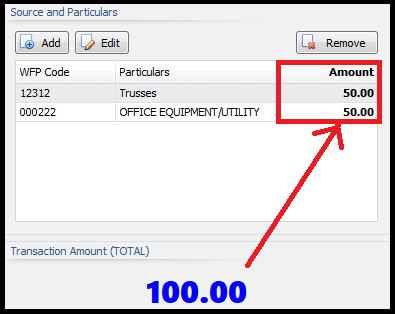 Source and Particulars
Add Edit Remove
WFP Code Particulars Amount
12312 Trusses 50.00
000222 OFFICE EQUIPMENT/UTILITY 50.00
Transaction Amount (TOTAL)
100.00